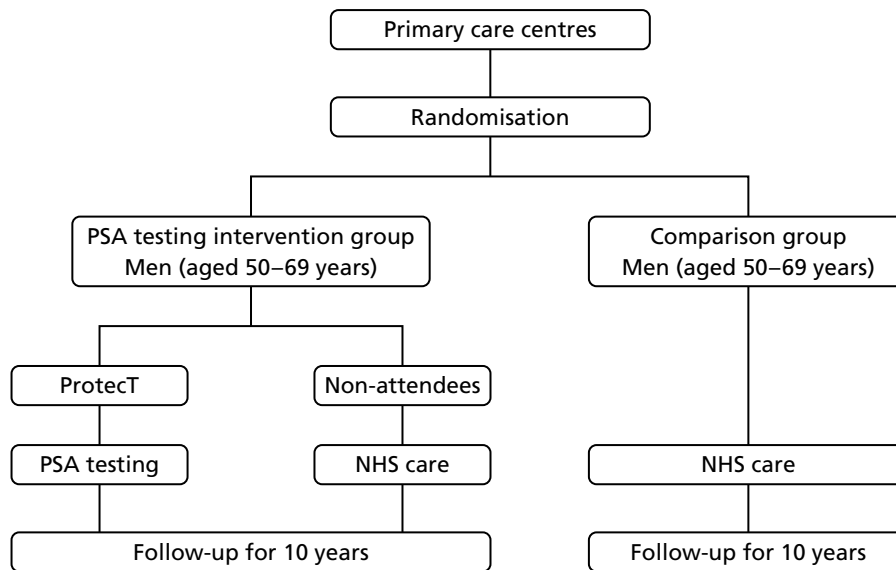 Primary care centres
Randomisation
PSA testing intervention group
Men (aged 50–69 years)
Comparison group
Men (aged 50–69 years)
ProtecT
Non-attendees
PSA testing
NHS care
NHS care
Follow-up for 10 years
Follow-up for 10 years